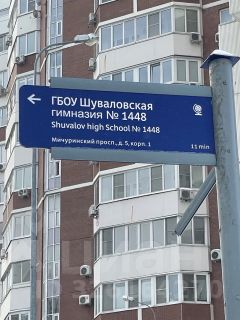 ГБОУ Шуваловская
гимназия № 1448
Shuvalov high School № 1448
Мичуринский просп., д. 5, корп. 1
11 min